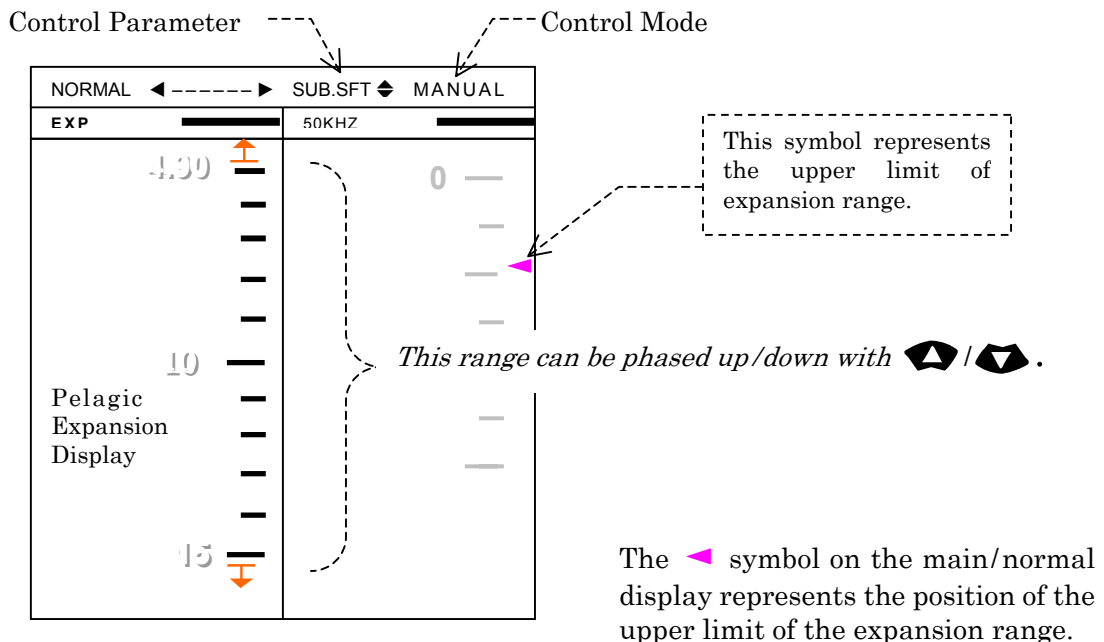 Control Parameter
Control Mode
NORMAL ◄ ------ ► SUB.SFT MANUAL
EXP
50KHZ
This symbol represents
the upper limit of
expansion range.
0
10
This range can be phased up/down with / .
Pelagic
Expansion
Display
15
The ◄ symbol on the main/normal
display represents the position of the
upper limit of the expansion range.